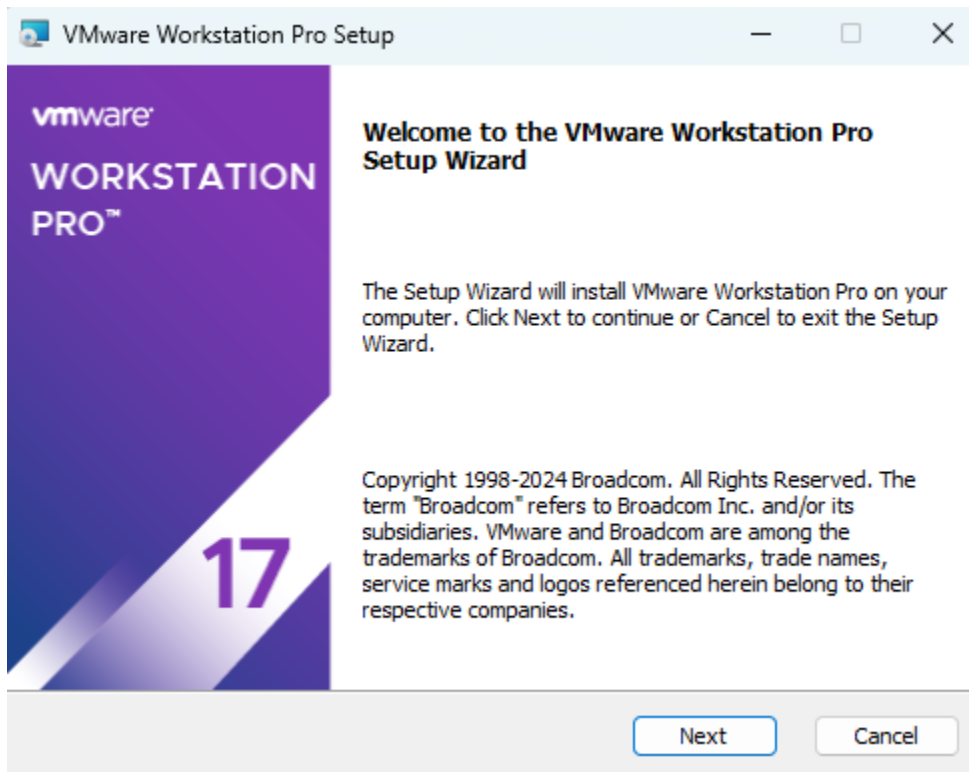 VMware Workstation Pro Setup
vmware®
WORKSTATION
PRO™
17
Welcome to the VMware Workstation Pro
Setup Wizard
The Setup Wizard will install VMware Workstation Pro on your
computer. Click Next to continue or Cancel to exit the Setup
Wizard.
Copyright 1998-2024 Broadcom. All Rights Reserved. The
term "Broadcom" refers to Broadcom Inc. and/or its
subsidiaries. VMware and Broadcom are among the
trademarks of Broadcom. All trademarks, trade names,
service marks and logos referenced herein belong to their
respective companies.
Next
Cancel